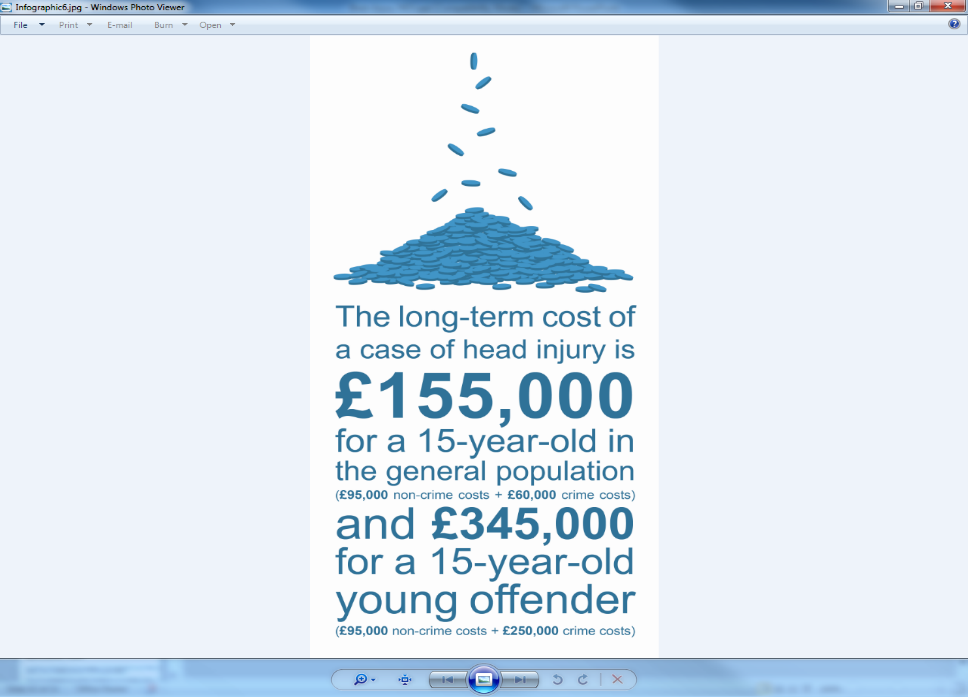 Infographic6.jpg - Windows Photo Viewer
File Print E-mail Burn Open
The long-term cost of
a case of head injury is
£155,000
for a 15-year-old in
the general population
(£95,000 non-crime costs + £60,000 crime costs)
and £345,000
for a 15-year-old
young offender
(£95,000 non-crime costs + £250,000 crime costs)